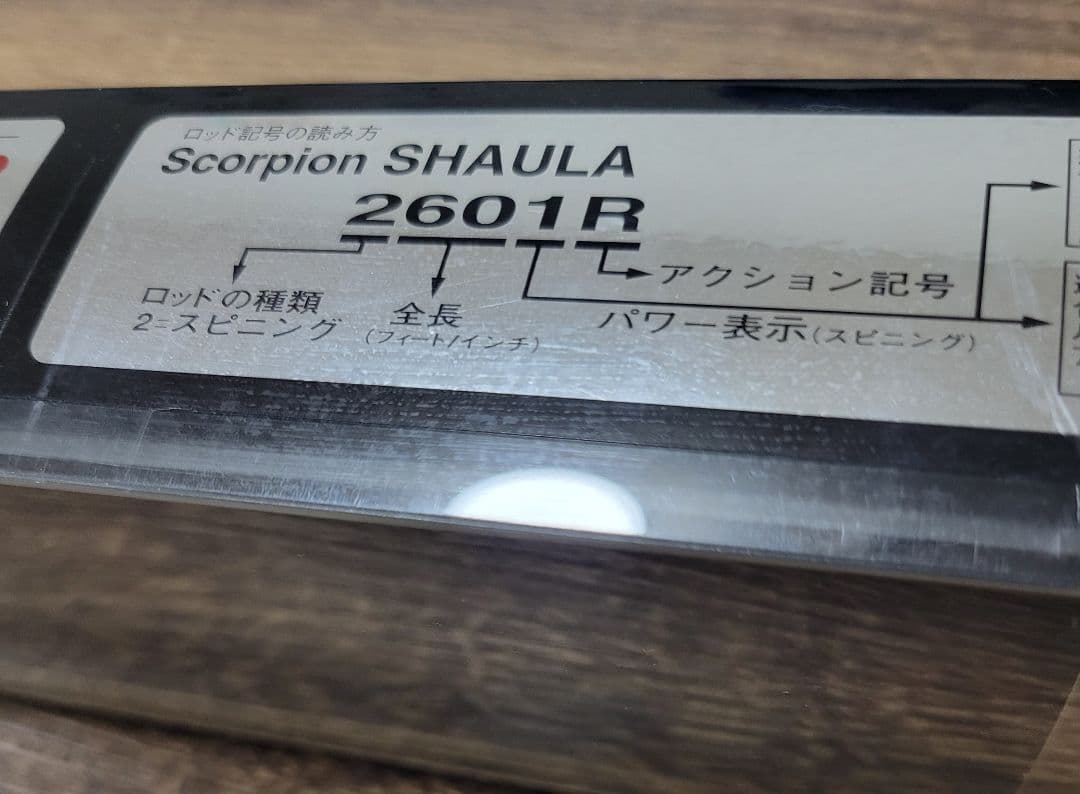 ロッド記号の読み方
Scorpion SHAULA
2601R
アクション記号
ロッドの種類
2=スピニング
全長
(フィート/インチ)
パワー表示(スピニング)